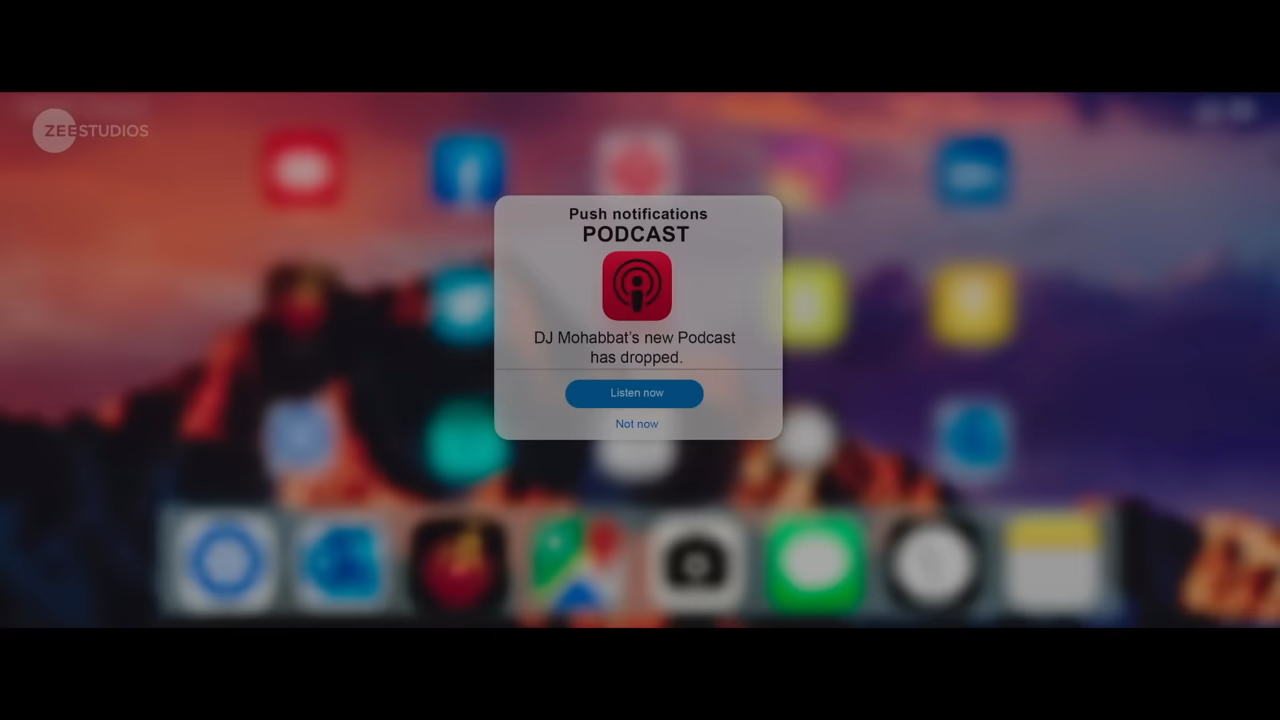 ZEESTUDIOS
Push notifications
PODCAST
DJ Mohabbat's new Podcast
has dropped.
Listen now
Not now